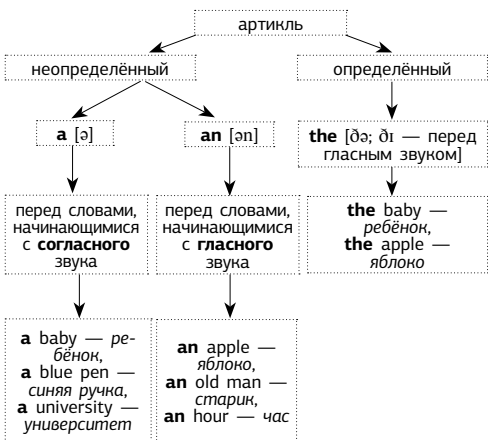 артикль
неопределённый
определённый
a [ə]
an [ən]
the [ðə; ðɪ — перед
гласным звуком]
перед словами,
начинающимися
с согласного
звука
перед словами,
начинающимися
с гласного
звука
the baby —
ребёнок,
the apple —
яблоко
a baby — ре-
бёнок,
a blue pen —
синяя ручка,
a university —
университет
an apple —
яблоко,
an old man —
старик,
an hour — час